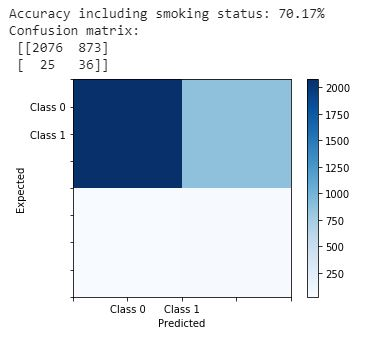 Accuracy including smoking status: 70.17%
Confusion matrix:
[[2076  873]
[  25   36]]
Class 0
Class 1
Expected
Class 0 Class 1
Predicted
2000
1750
1500
1250
1000
750
500
250